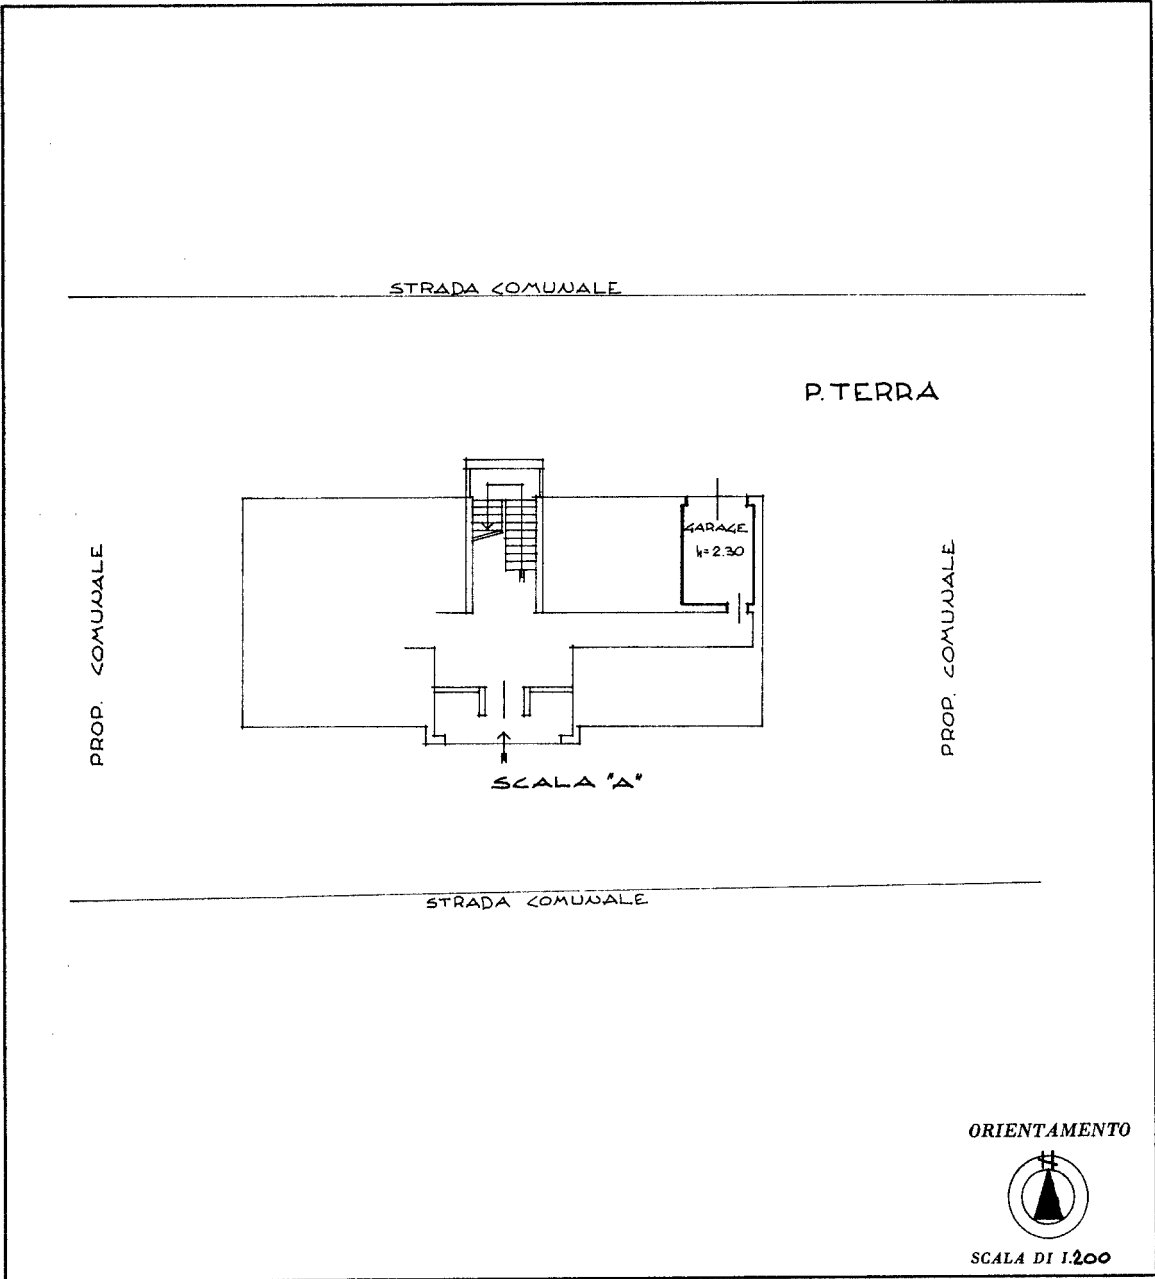 STRADA COMUNALE
P. TERRA
GARAGE
h=2.30
PROP. COMUNALE
PROP. COMUNALE
SCALA "A"
STRADA COMUNALE
ORIENTAMENTO
N
SCALA DI 1.200